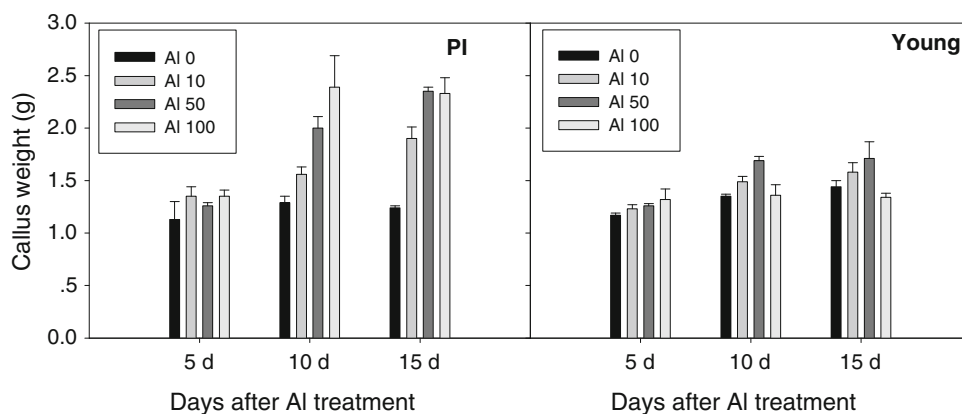 3.0
2.5
2.0
1.5
1.0
.5
0.0
Callus weight (g)
Al 0
Al 10
Al 50
Al 100
PI
5 d 10 d 15 d
Days after Al treatment
Al 0
Al 10
Al 50
Al 100
Young
5 d 10 d 15 d
Days after Al treatment